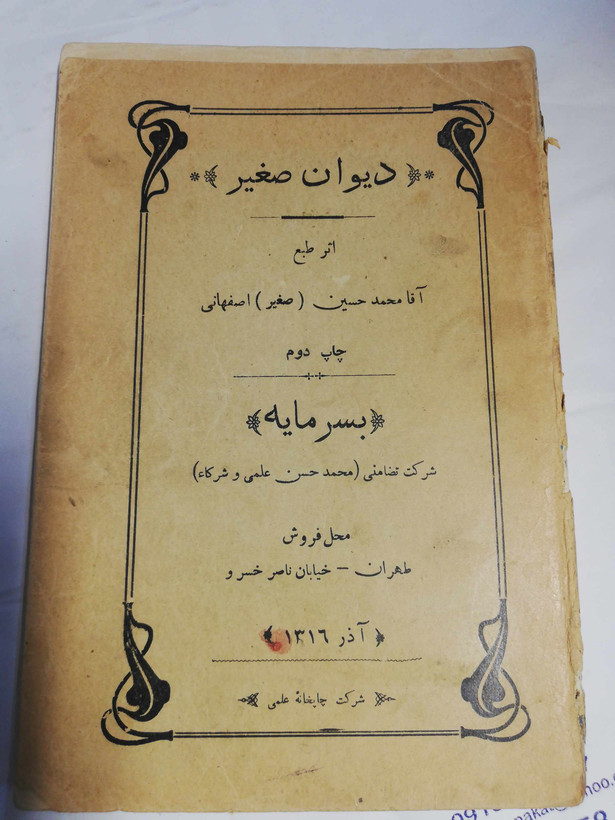 دیوان صغیر
اثر طبع
آقا محمد حسین (صغیر) اصفهانی
چاپ دوم
بسرمایه
شرکت تضامنی (محمد حسن علمی و شرکاء)
محل فروش
طهران – خیابان ناصر خسرو
آذر ۱۳۱۶
شرکت چاپخانهٔ علمی